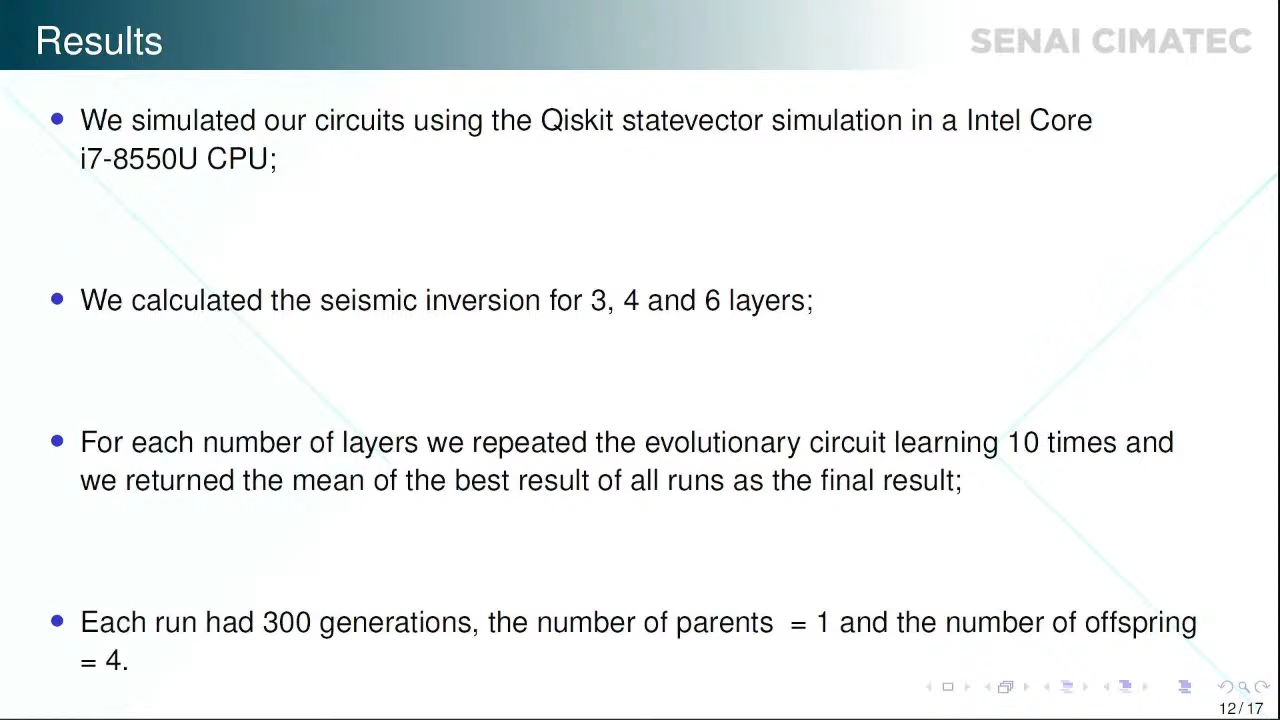 Results
SENAI CIMATEC
• We simulated our circuits using the Qiskit statevector simulation in a Intel Core
i7-8550U CPU;
• We calculated the seismic inversion for 3, 4 and 6 layers;
• For each number of layers we repeated the evolutionary circuit learning 10 times and
we returned the mean of the best result of all runs as the final result;
• Each run had 300 generations, the number of parents = 1 and the number of offspring
= 4.
12 / 17